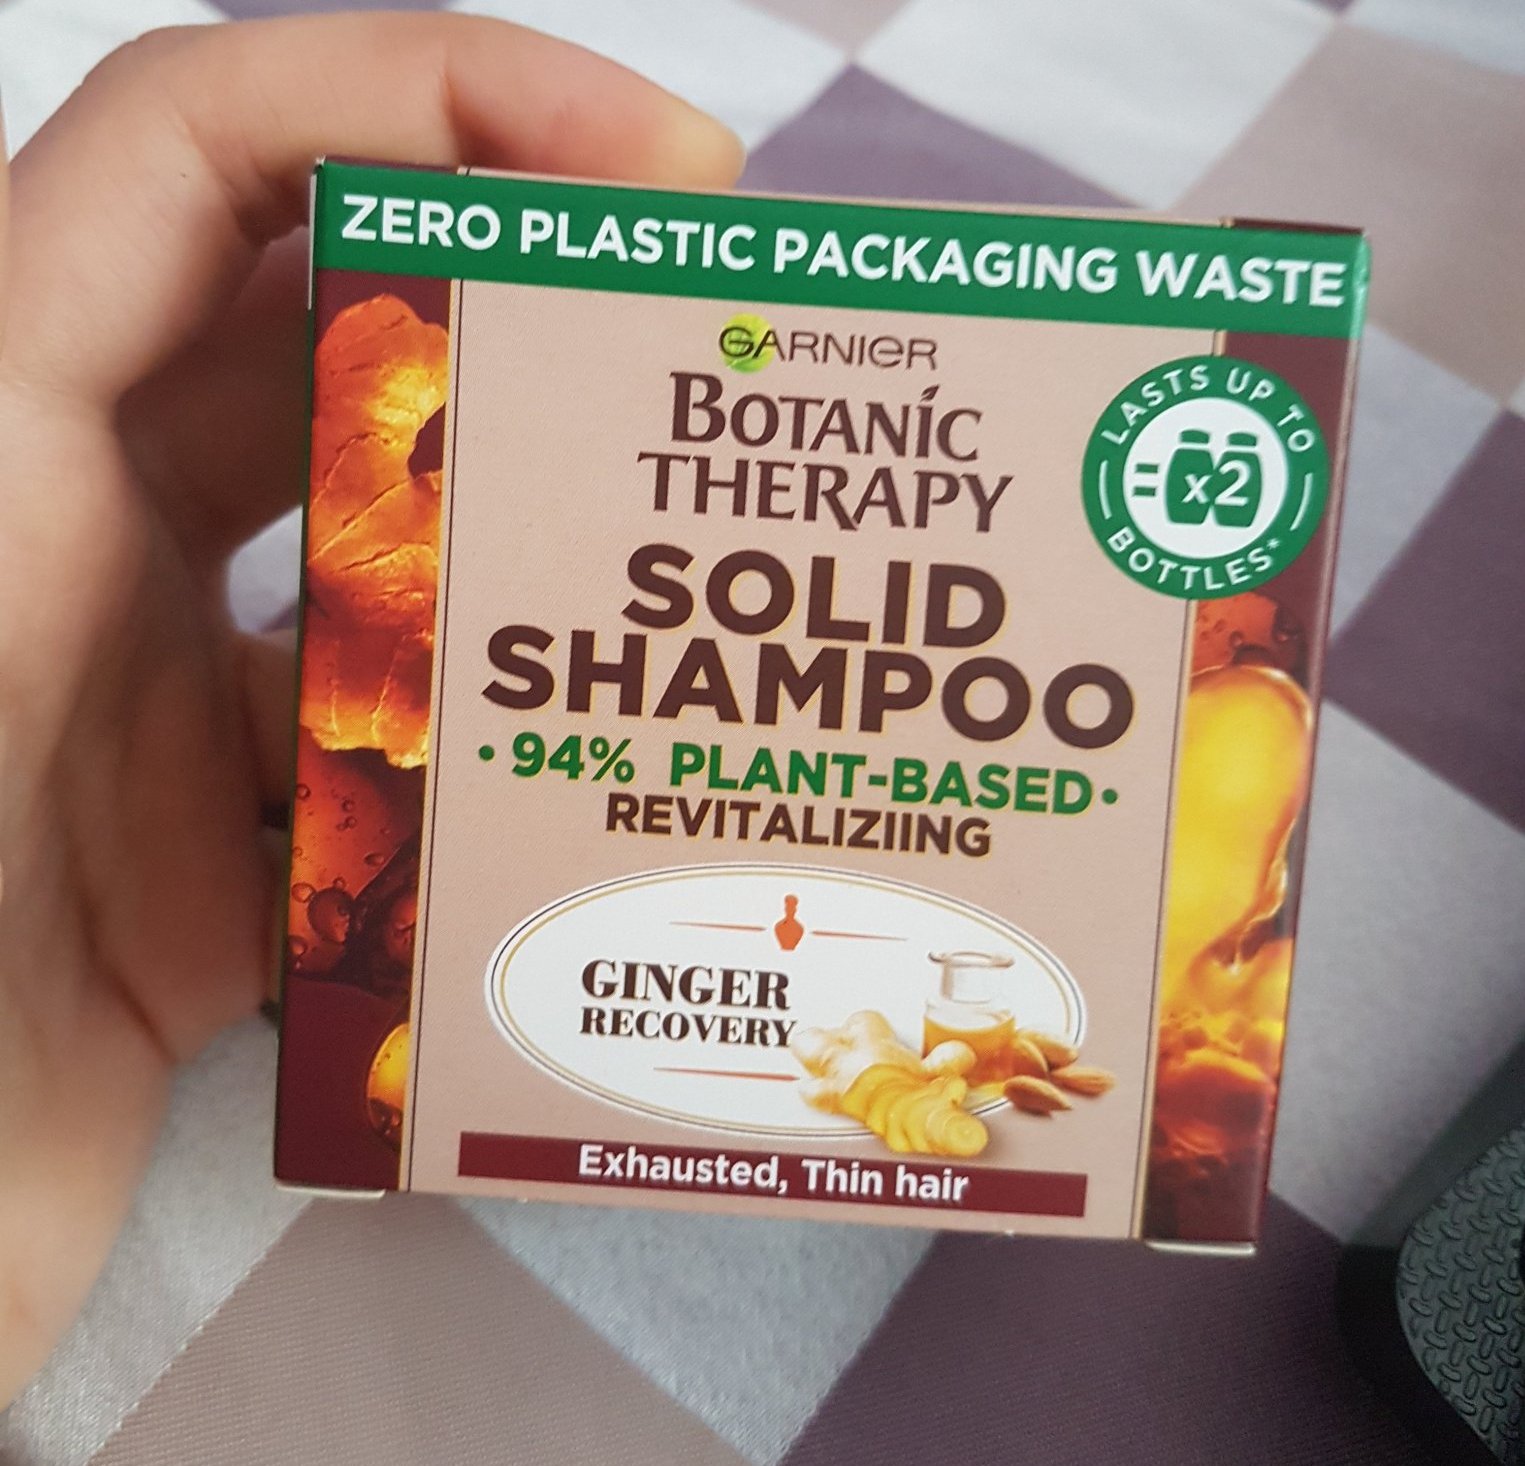 ZERO PLASTIC PACKAGING WASTE
GARNIER
BOTANIC
THERAPY
LASTS UP TO
= x2
BOTTLES*
SOLID
SHAMPOO
• 94% PLANT-BASED •
REVITALIZIING
GINGER
RECOVERY
Exhausted, Thin hair